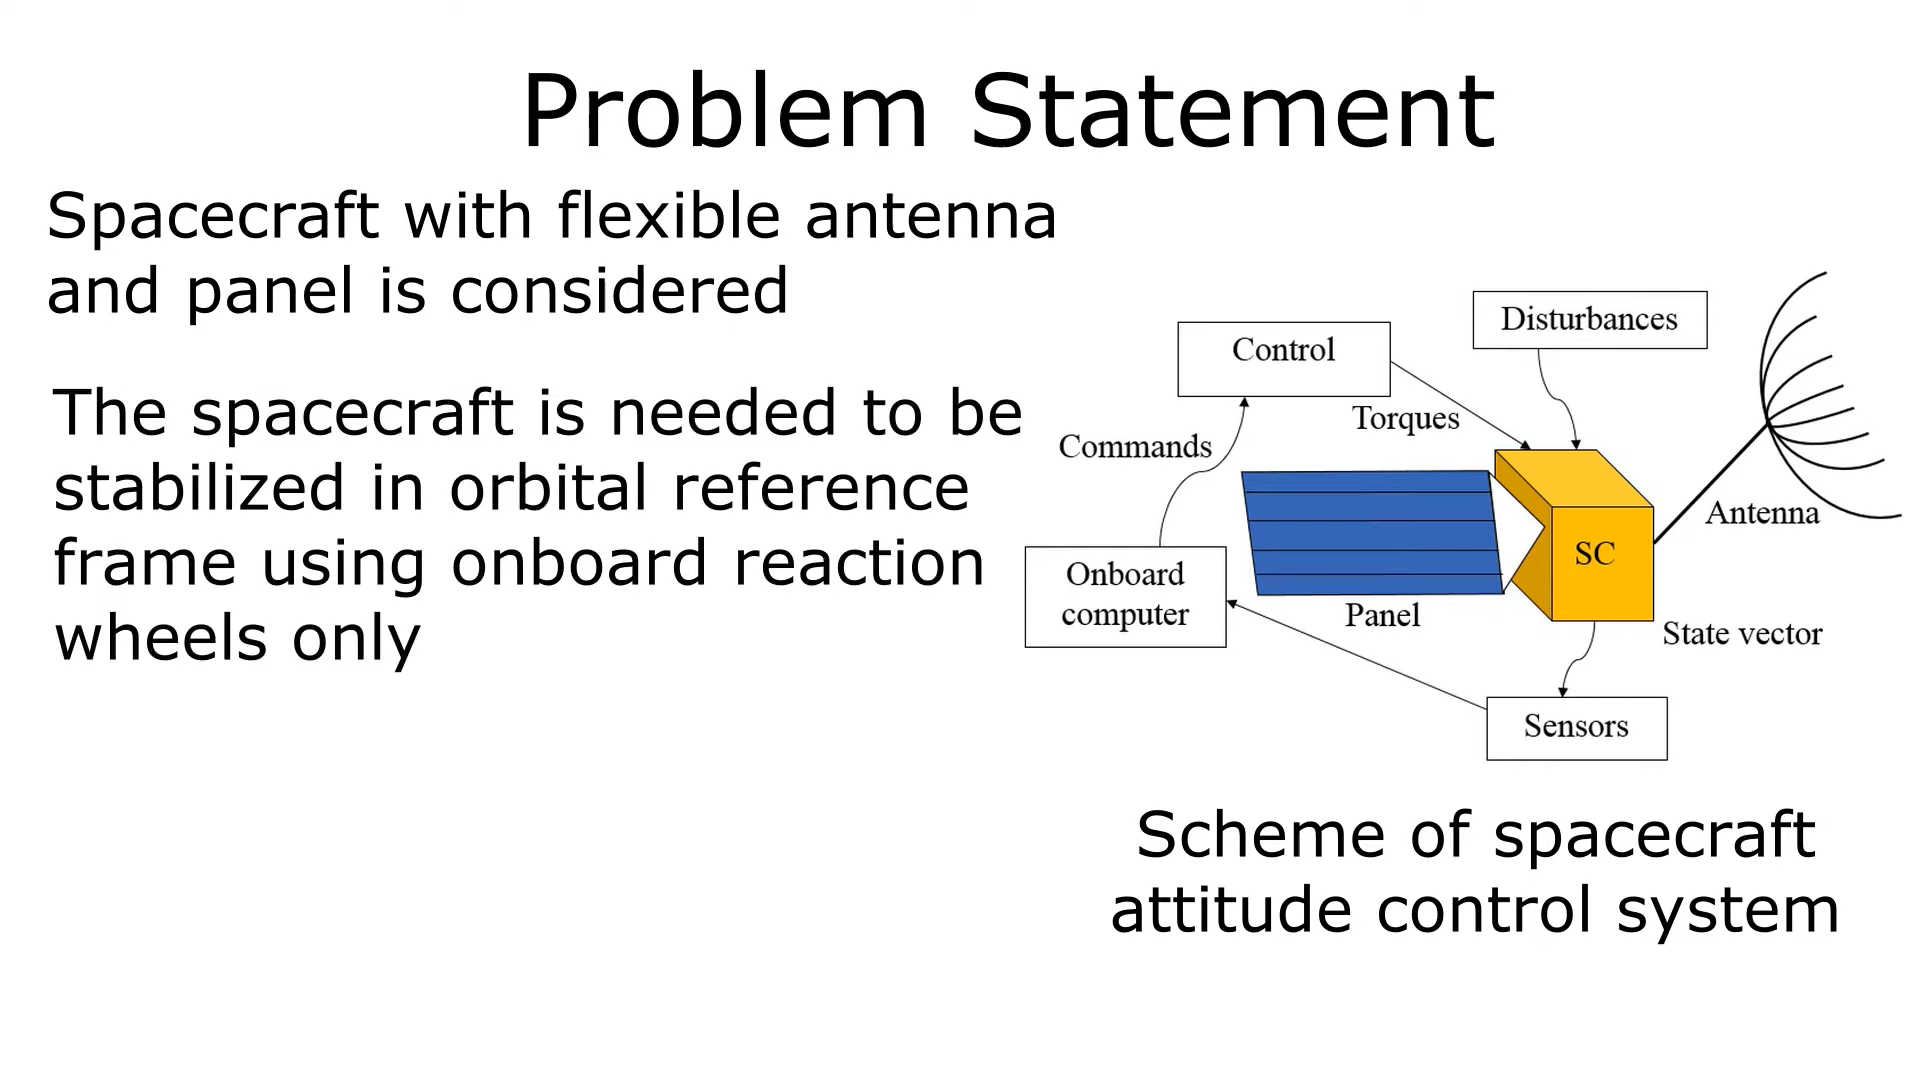 Problem Statement
Spacecraft with flexible antenna
and panel is considered
The spacecraft is needed to be
stabilized in orbital reference
frame using onboard reaction
wheels only
Disturbances
Control
Torques
Commands
Antenna
SC
Onboard
computer
Panel
State vector
Sensors
Scheme of spacecraft
attitude control system